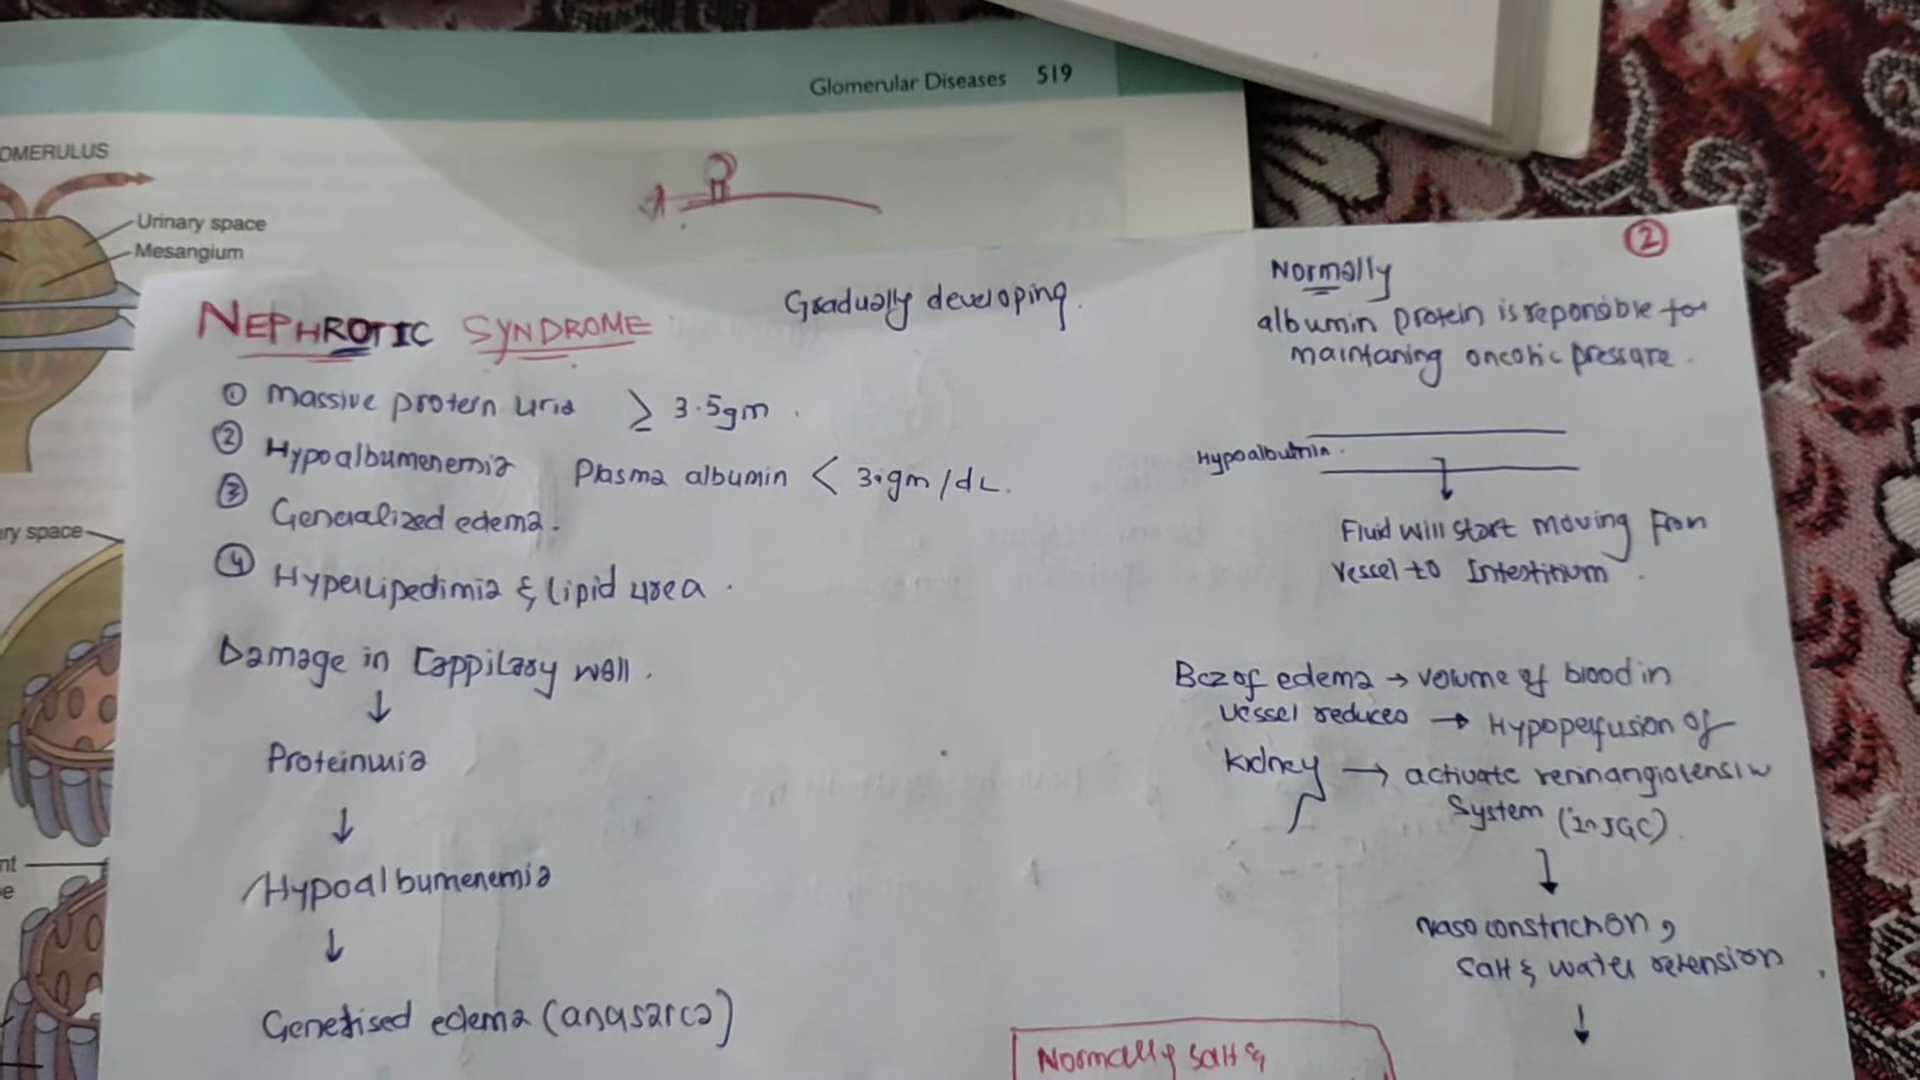 Glomerular Diseases 519
OMERULUS
Urinary space
Mesangium
ry space
nt
e
2
NEPHROTIC SYNDROME
Gradually developing.
① Massive protein uria ≥ 3.5gm.
② Hypoalbumenemia Plasma albumin < 3.gm/dL.
③ Generalized edema.
④ Hyperlipedimia & lipid urea.
Damage in Cappilary wall.
↓
Proteinuria
↓
Hypoalbumenemia
↓
Generised edema (anasarca)
Normally
albumin protein is reponsible for
maintaning oncotic pressure.
Hypoalbumin.
Fluid will start moving from
vessel to Intestitium.
Bcz of edema → volume of blood in
vessel reduces → Hypoperfusion of
kidney → activate reninangiotensin
System (in JGC).
↓
Vasoconstriction,
salt & water retension.
↓
Normally salt &